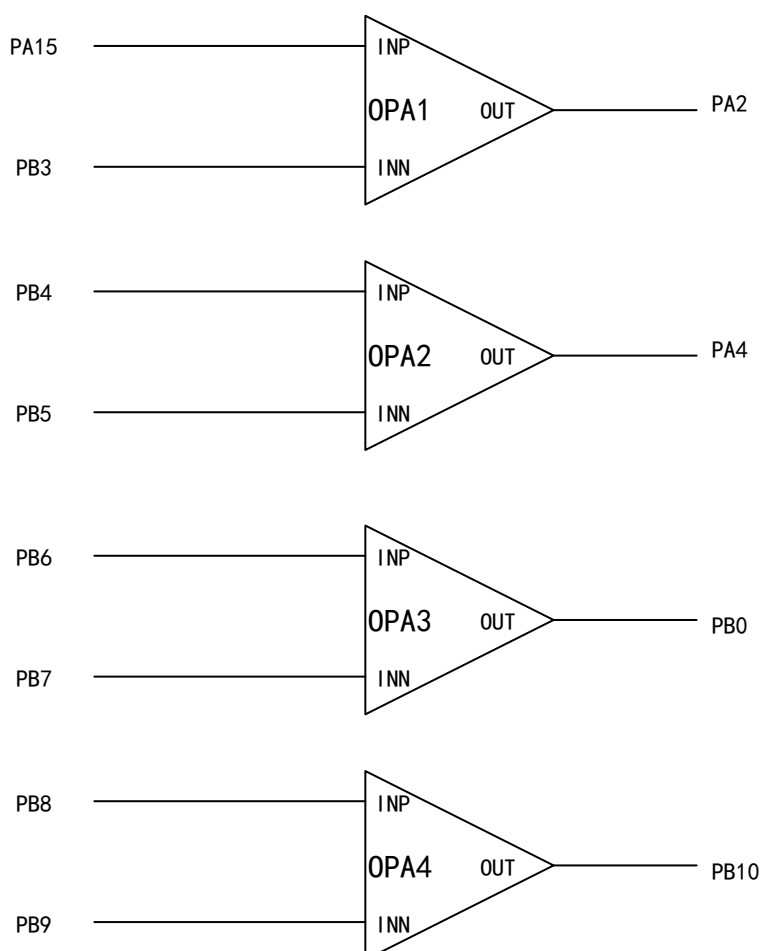 PA15 INP
OPA1 OUT PA2
PB3 INN
PB4 INP
OPA2 OUT PA4
PB5 INN
PB6 INP
OPA3 OUT PB0
PB7 INN
PB8 INP
OPA4 OUT PB10
PB9 INN